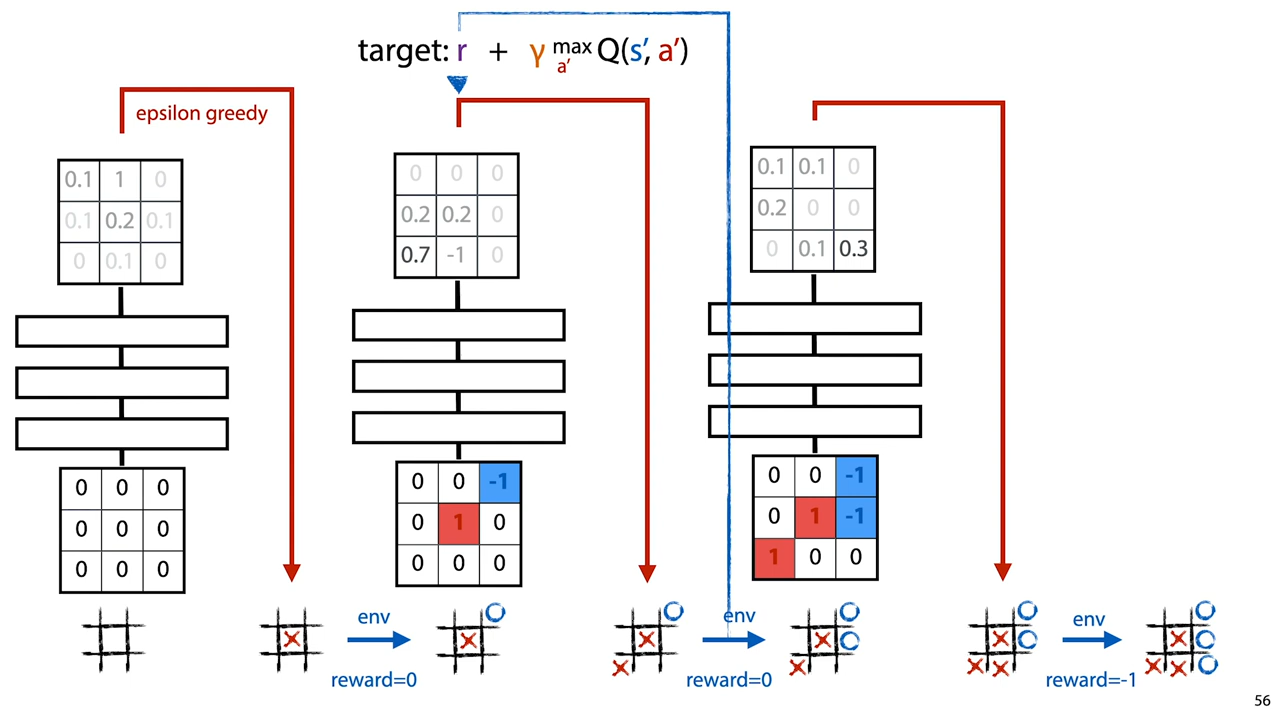 target: r + γ max Q(s', a')
a'
epsilon greedy
0.1 1 0
0.1 0.2 0.1
0 0.1 0
0 0 0
0.2 0.2 0
0.7 -1 0
0.1 0.1 0
0.2 0 0
0 0.1 0.3
0 0 0
0 0 0
0 0 0
0 0 -1
0 1 0
0 0 0
0 0 -1
0 1 -1
1 0 0
env
reward=0
env
reward=0
env
reward=-1
56